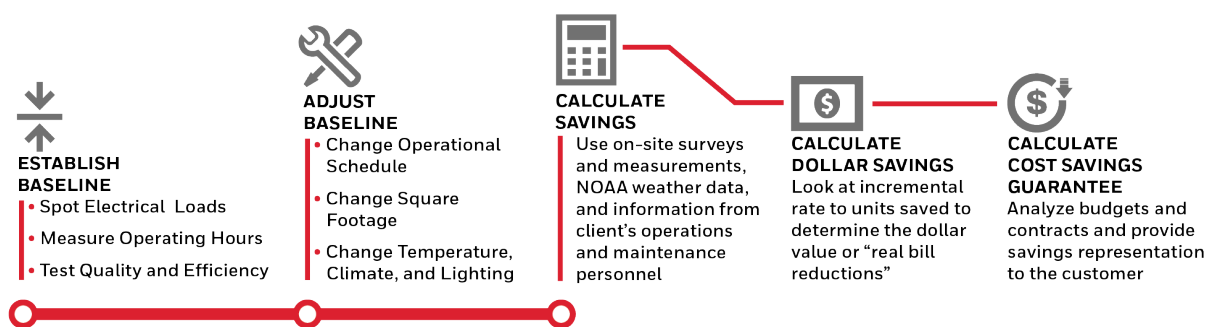 ESTABLISH
BASELINE
• Spot Electrical Loads
• Measure Operating Hours
• Test Quality and Efficiency
ADJUST
BASELINE
• Change Operational
Schedule
• Change Square
Footage
• Change Temperature,
Climate, and Lighting
CALCULATE
SAVINGS
Use on-site surveys
and measurements,
NOAA weather data,
and information from
client’s operations
and maintenance
personnel
$
CALCULATE
DOLLAR SAVINGS
Look at incremental
rate to units saved to
determine the dollar
value or “real bill
reductions”
$
CALCULATE
COST SAVINGS
GUARANTEE
Analyze budgets and
contracts and provide
savings representation
to the customer